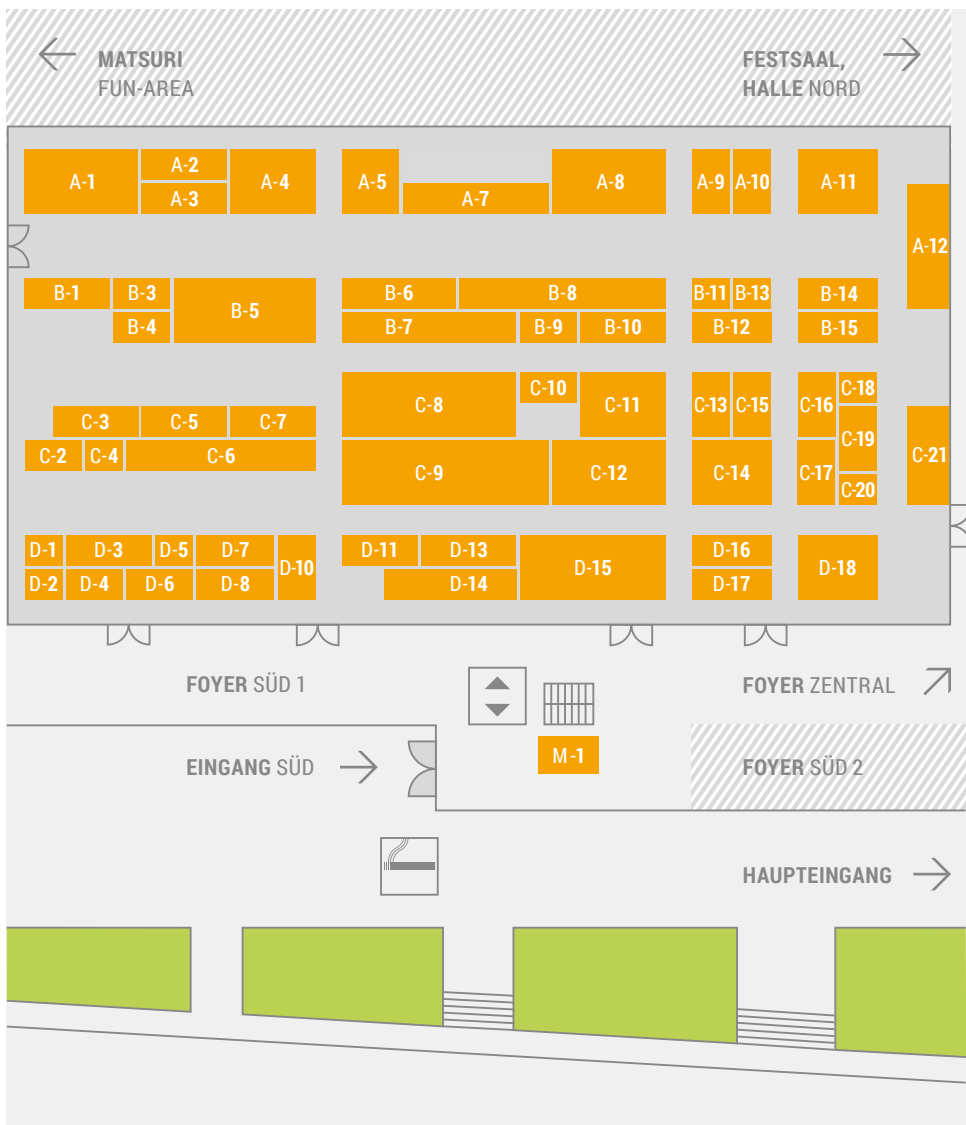 MATSURI
FUN-AREA
FESTSAAL,
HALLE NORD
A-1
A-2
A-3
A-4
A-5
A-7
A-8
A-9
A-10
A-11
A-12
B-1
B-3
B-4
B-5
B-6
B-8
B-7
B-9
B-10
B-11
B-13
B-12
B-14
B-15
C-3
C-5
C-7
C-2
C-4
C-6
C-8
C-10
C-11
C-9
C-12
C-13
C-15
C-14
C-16
C-18
C-19
C-17
C-20
C-21
D-1
D-3
D-5
D-7
D-10
D-2
D-4
D-6
D-8
D-11
D-13
D-14
D-15
D-16
D-17
D-18
FOYER SÜD 1
FOYER ZENTRAL
M-1
EINGANG SÜD
FOYER SÜD 2
HAUPTEINGANG